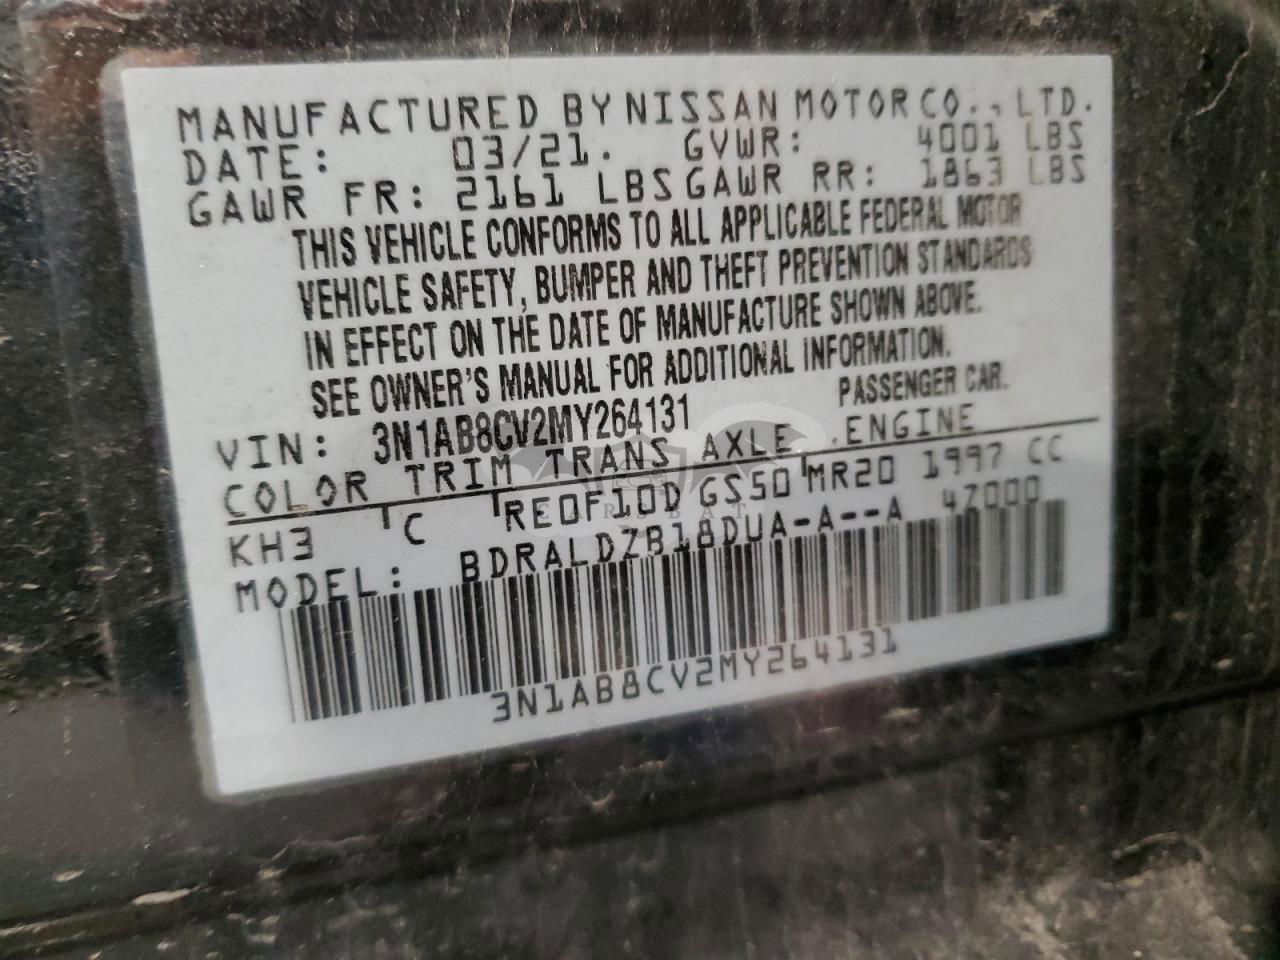 MANUFACTURED BY NISSAN MOTOR CO., LTD.
DATE: 03/21. GVWR: 4001 LBS
GAWR FR: 2161 LBS GAWR RR: 1863 LBS
THIS VEHICLE CONFORMS TO ALL APPLICABLE FEDERAL MOTOR
VEHICLE SAFETY, BUMPER AND THEFT PREVENTION STANDARDS
IN EFFECT ON THE DATE OF MANUFACTURE SHOWN ABOVE.
SEE OWNER'S MANUAL FOR ADDITIONAL INFORMATION.
VIN: 3N1AB8CV2MY264131 PASSENGER CAR.
COLOR TRIM TRANS AXLE ENGINE
KH3 C RE0F10D GS50 MR20 1997 CC
MODEL: BDRALDZB18DUA-A--A 47000
3N1AB8CV2MY264131